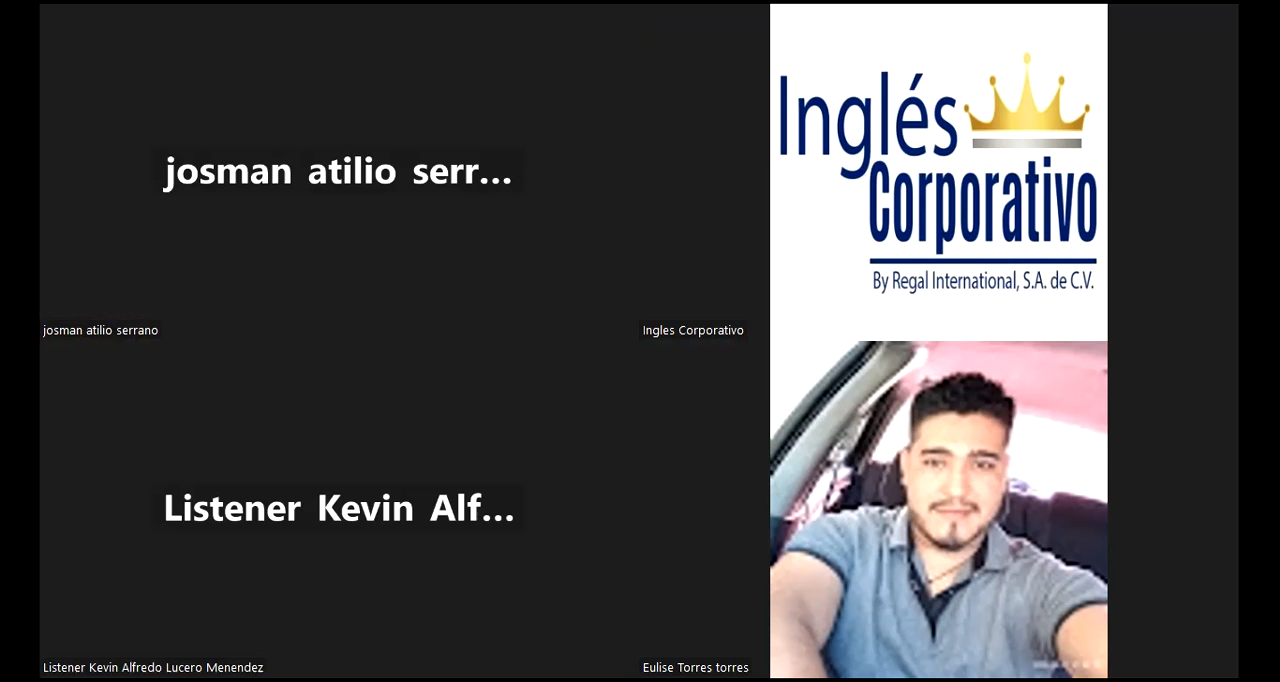 josman atilio serr...
Inglés
Corporativo
By Regal International, S.A. de C.V.
josman atilio serrano
Ingles Corporativo
Listener Kevin Alf...
Listener Kevin Alfredo Lucero Menendez
Eulise Torres torres